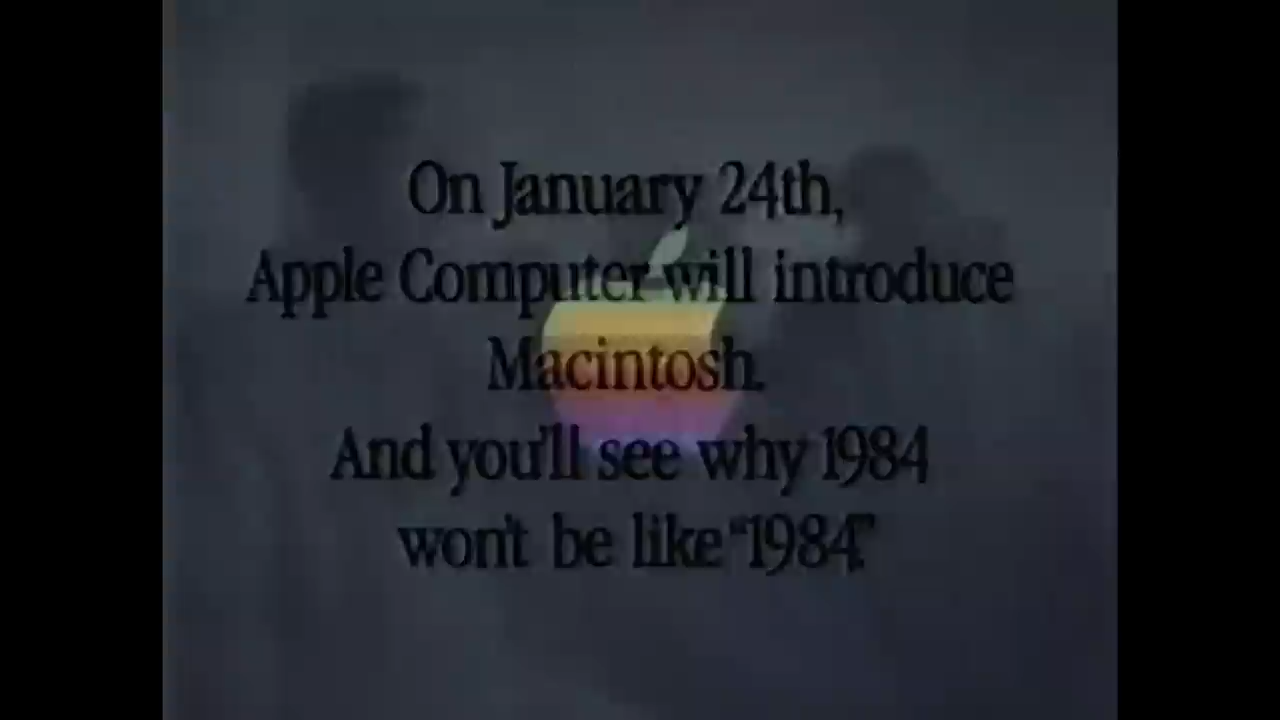 On January 24th,
Apple Computer will introduce
Macintosh.
And you'll see why 1984
won't be like "1984."